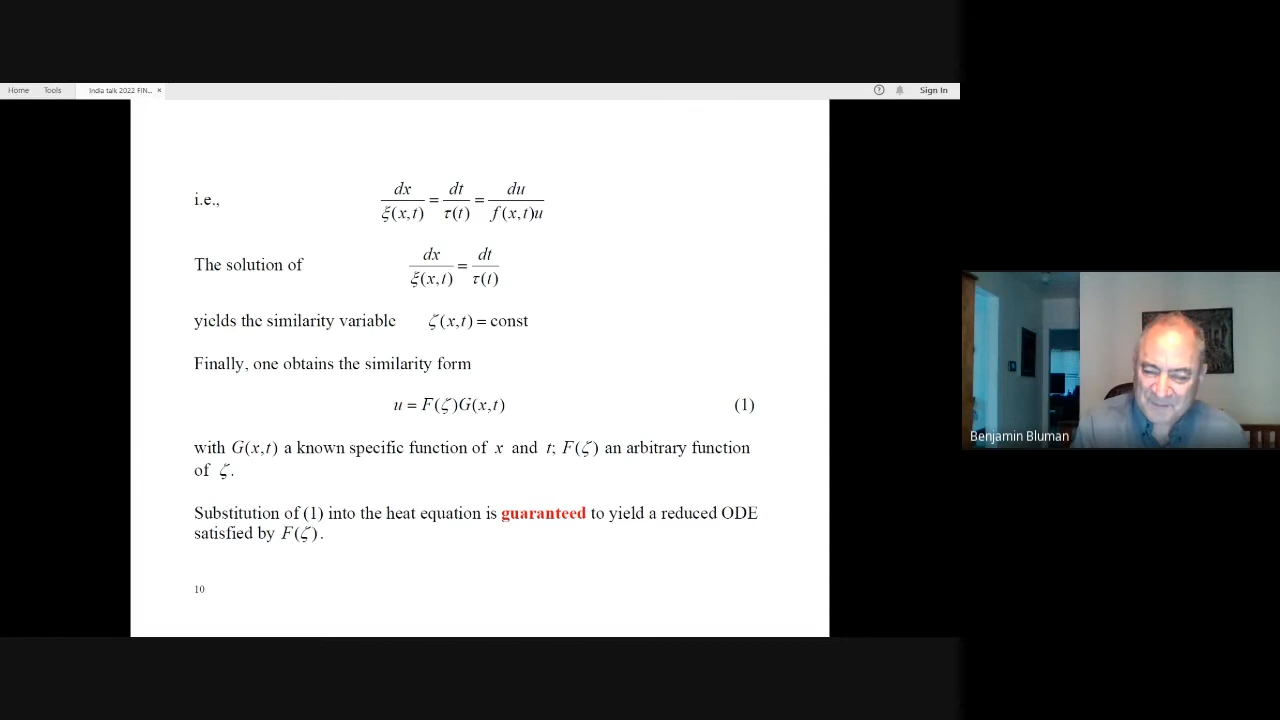 Home Tools India talk 2022 FIN... × ? Sign In
i.e., dx/ξ(x,t) = dt/τ(t) = du/f(x,t)u
The solution of dx/ξ(x,t) = dt/τ(t)
yields the similarity variable ζ(x,t) = const
Finally, one obtains the similarity form
u = F(ζ)G(x,t) (1)
with G(x,t) a known specific function of x and t; F(ζ) an arbitrary function
of ζ.
Substitution of (1) into the heat equation is guaranteed to yield a reduced ODE
satisfied by F(ζ).
10
Benjamin Bluman